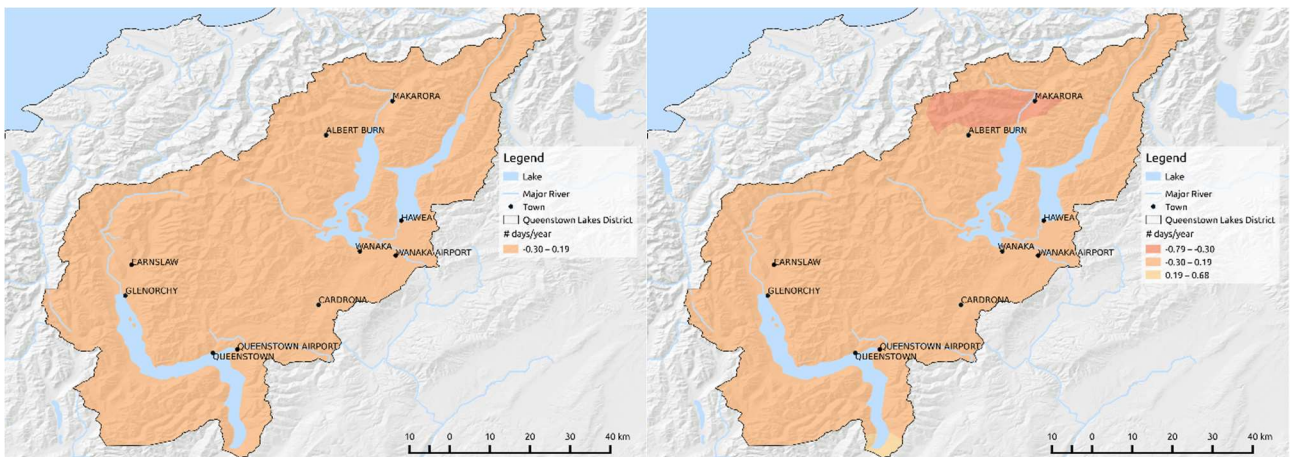 MAKARORA
ALBERT BURN
Legend
Lake
Major River
Town
Queenstown Lakes District
# days/year
-0.30 – 0.19
HAWEA
WANAKA
WANAKA AIRPORT
EARNSLAW
GLENORCHY
CARDRONA
QUEENSTOWN AIRPORT
QUEENSTOWN
10 0 10 20 30 40 km
MAKARORA
ALBERT BURN
Legend
Lake
Major River
Town
Queenstown Lakes District
# days/year
-0.79 – -0.30
-0.30 – 0.19
0.19 – 0.68
HAWEA
WANAKA
WANAKA AIRPORT
EARNSLAW
GLENORCHY
CARDRONA
QUEENSTOWN AIRPORT
QUEENSTOWN
10 0 10 20 30 40 km